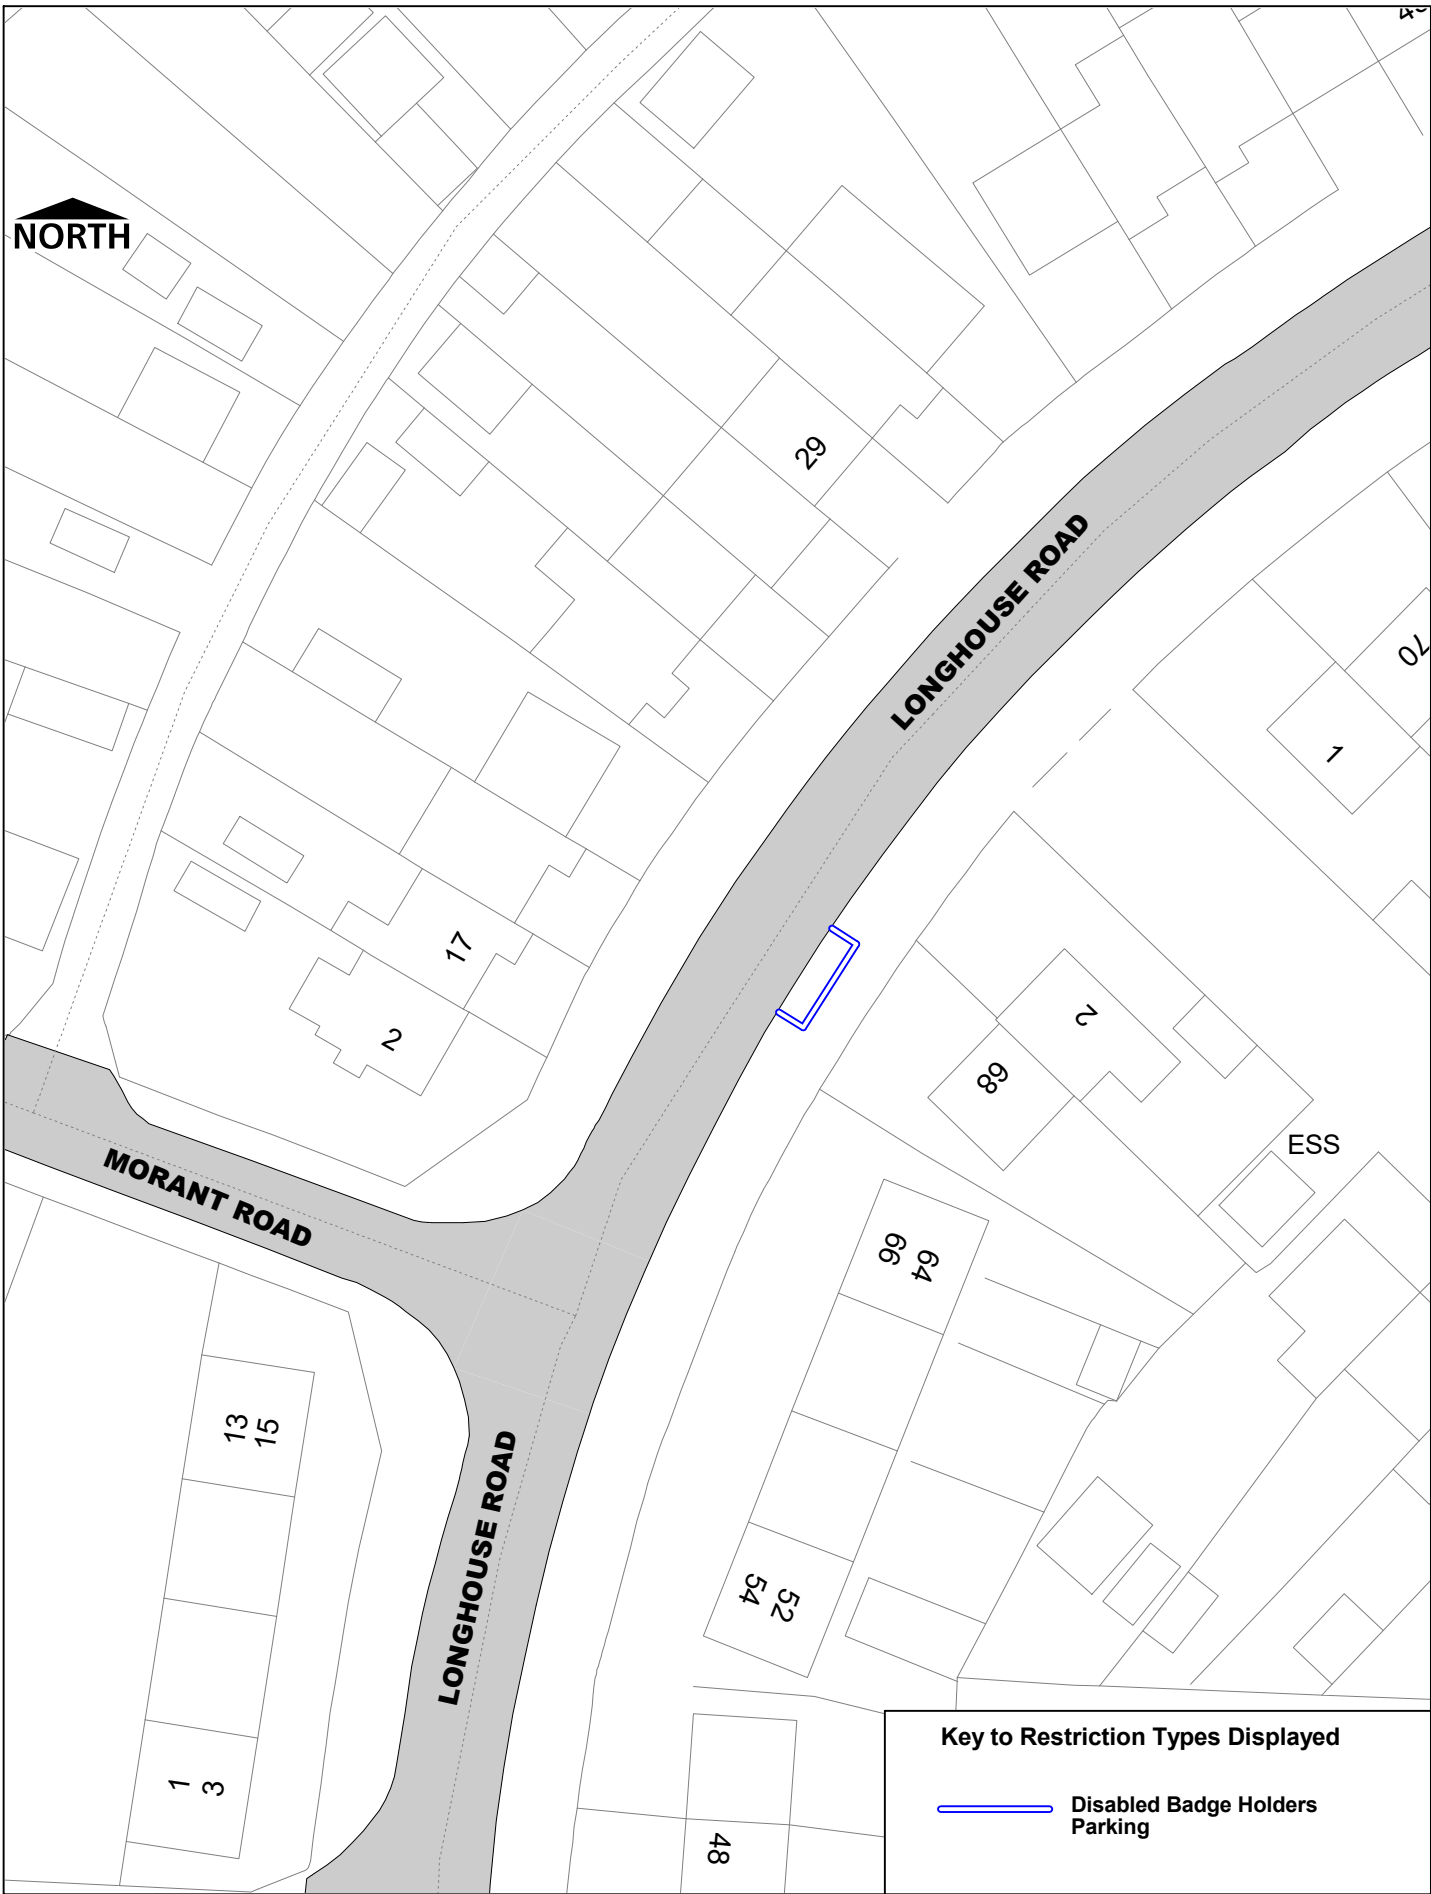 NORTH
29
LONGHOUSE ROAD
70
1
17
2
2
68
ESS
MORANT ROAD
66
64
13
15
LONGHOUSE ROAD
54
52
1
3
48
Key to Restriction Types Displayed
Disabled Badge Holders
Parking